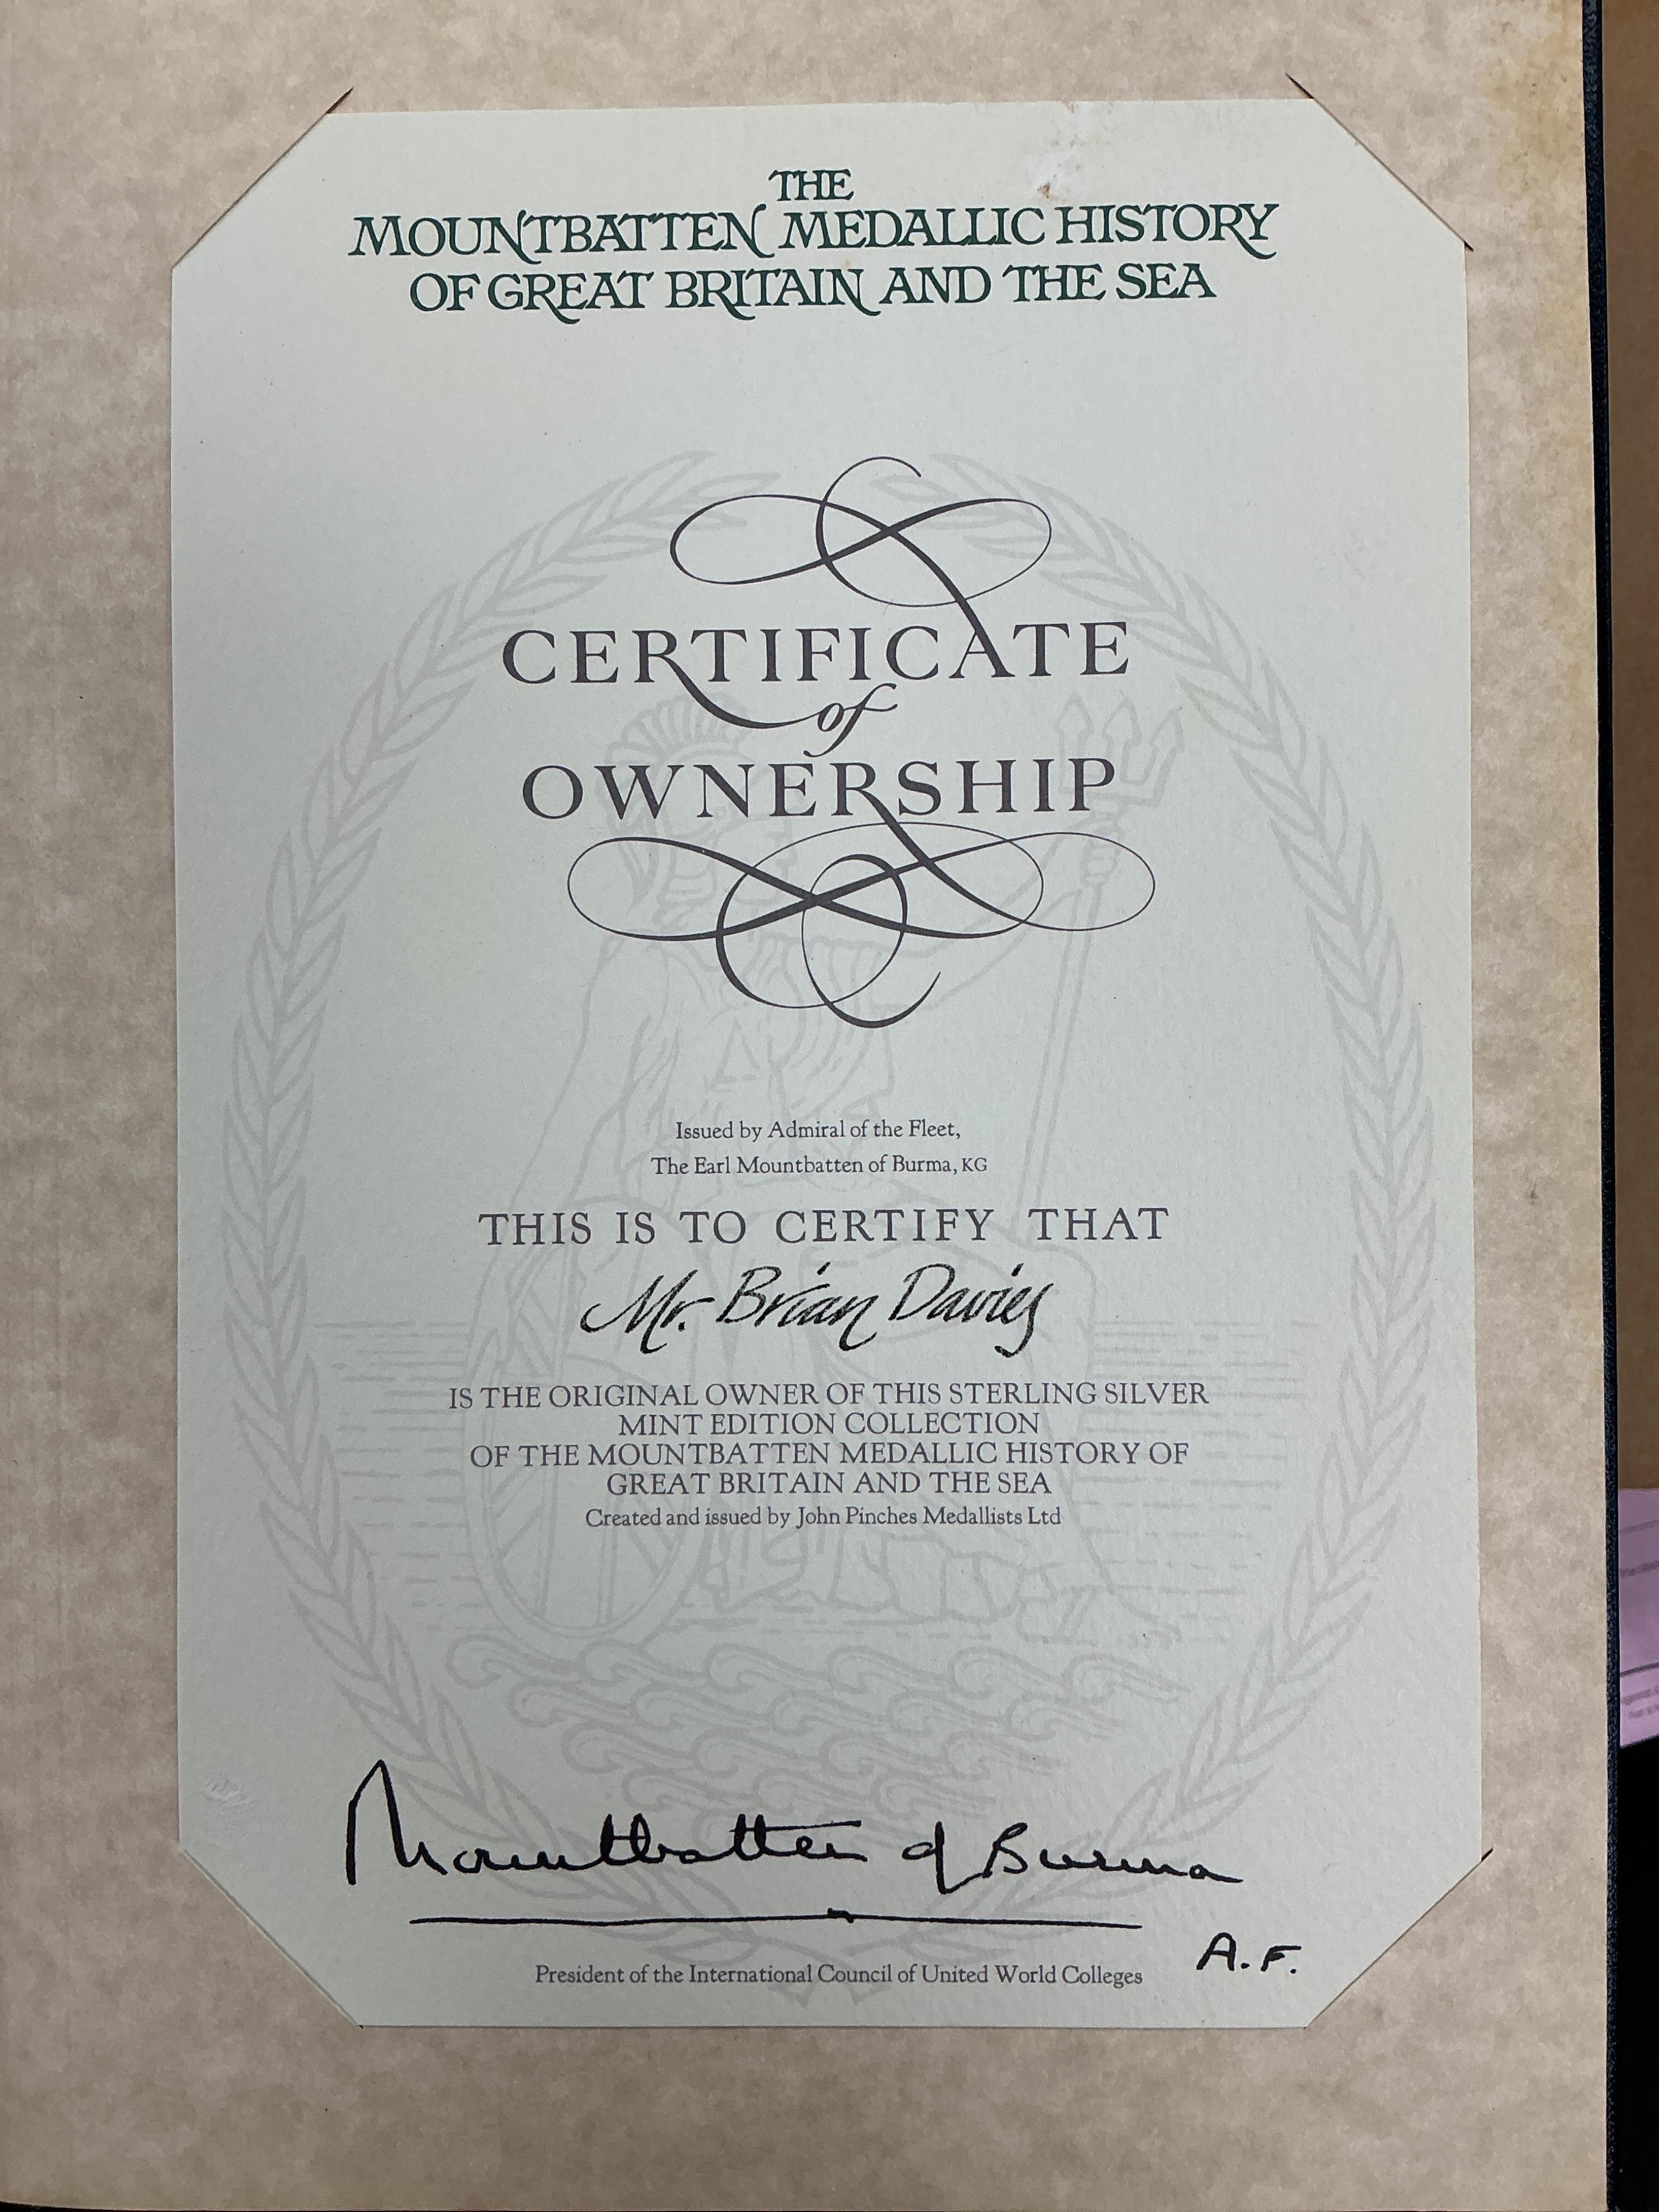 THE
MOUNTBATTEN MEDALLIC HISTORY
OF GREAT BRITAIN AND THE SEA
CERTIFICATE
of
OWNERSHIP
Issued by Admiral of the Fleet,
The Earl Mountbatten of Burma, KG
THIS IS TO CERTIFY THAT
Mr. Brian Davies
IS THE ORIGINAL OWNER OF THIS STERLING SILVER
MINT EDITION COLLECTION
OF THE MOUNTBATTEN MEDALLIC HISTORY OF
GREAT BRITAIN AND THE SEA
Created and issued by John Pinches Medallists Ltd
Mountbatten of Burma
A.F.
President of the International Council of United World Colleges